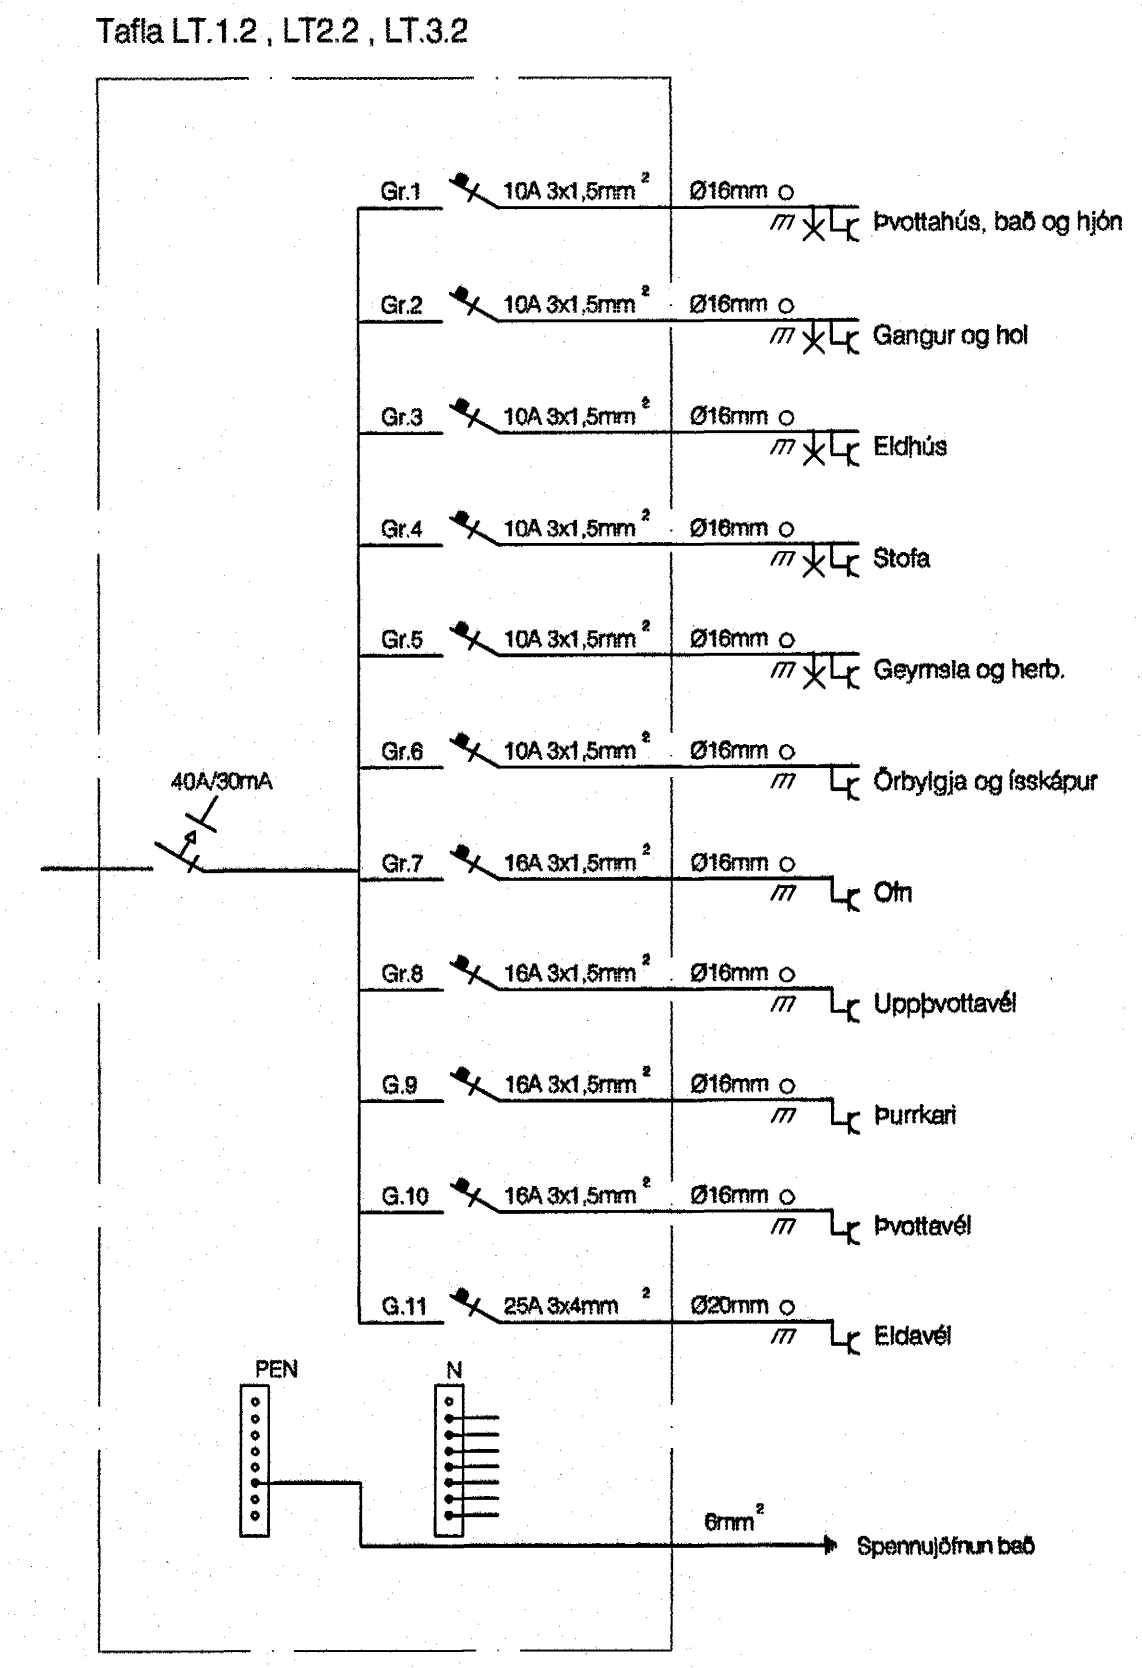 Tafla LT.1.2 , LT2.2 , LT.3.2
Gr.1 10A 3x1,5mm² Ø16mm Þvottahús, bað og hjón
Gr.2 10A 3x1,5mm² Ø16mm Gangur og hol
Gr.3 10A 3x1,5mm² Ø16mm Eldhús
Gr.4 10A 3x1,5mm² Ø16mm Stofa
Gr.5 10A 3x1,5mm² Ø16mm Geymsla og herb.
Gr.6 10A 3x1,5mm² Ø16mm Örbylgja og ísskápur
40A/30mA
Gr.7 16A 3x1,5mm² Ø16mm Ofn
Gr.8 16A 3x1,5mm² Ø16mm Uppþvottavél
G.9 16A 3x1,5mm² Ø16mm Þurrkari
G.10 16A 3x1,5mm² Ø16mm Þvottavél
G.11 25A 3x4mm² Ø20mm Eldavél
PEN N
6mm²
Spennujöfnun bað